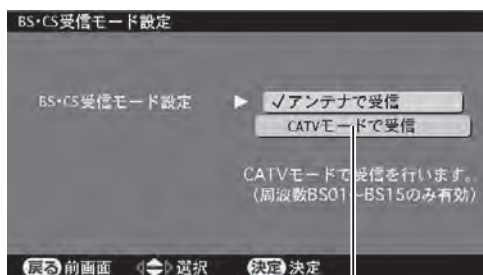 BS・CS受信モード設定
BS・CS受信モード設定 ▶ √アンテナで受信
CATVモードで受信
CATVモードで受信を行います。
(周波数BS01～BS15のみ有効)
戻る 前画面 選択 決定 決定